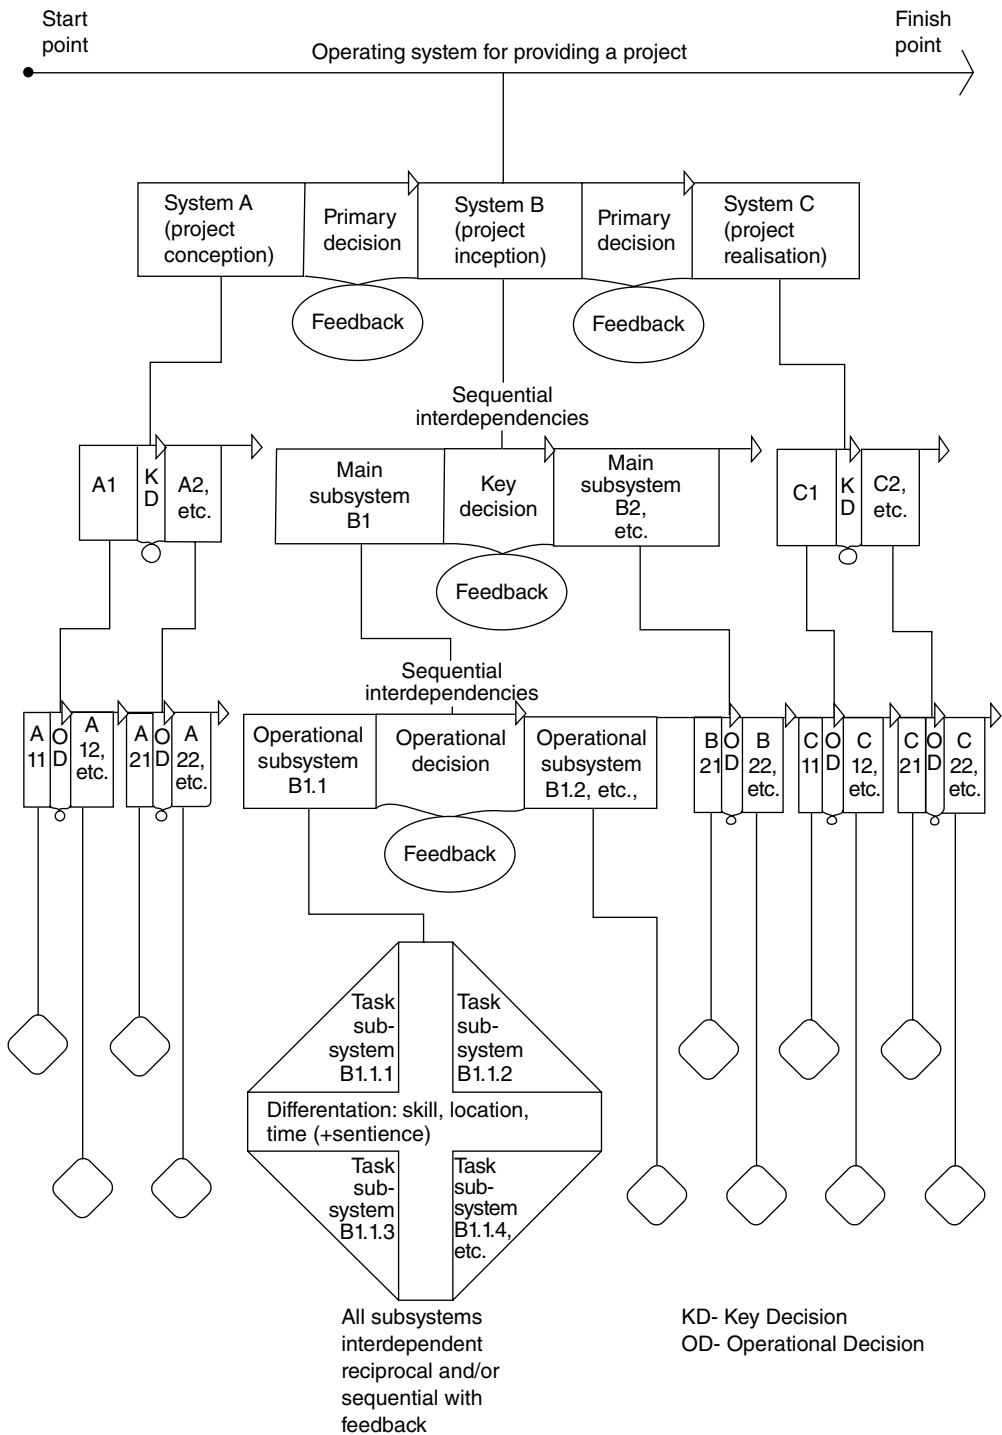 Start
point
Operating system for providing a project
Finish
point
System A
(project
conception)
Primary
decision
System B
(project
inception)
Primary
decision
System C
(project
realisation)
Feedback
Feedback
Sequential
interdependencies
A1
K
D
A2,
etc.
Main
subsystem
B1
Key
decision
Main
subsystem
B2,
etc.
C1
K
D
C2,
etc.
Feedback
Sequential
interdependencies
A
11
O
D
A
12,
etc.
A
21
O
D
A
22,
etc.
Operational
subsystem
B1.1
Operational
decision
Operational
subsystem
B1.2, etc.,
B
21
O
D
B
22,
etc.
C
11
O
D
C
12,
etc.
C
21
O
D
C
22,
etc.
Feedback
Task
sub-
system
B1.1.1
Task
sub-
system
B1.1.2
Differentation: skill, location,
time (+sentience)
Task
sub-
system
B1.1.3
Task
sub-
system
B1.1.4,
etc.
All subsystems
interdependent
reciprocal and/or
sequential with
feedback
KD- Key Decision
OD- Operational Decision